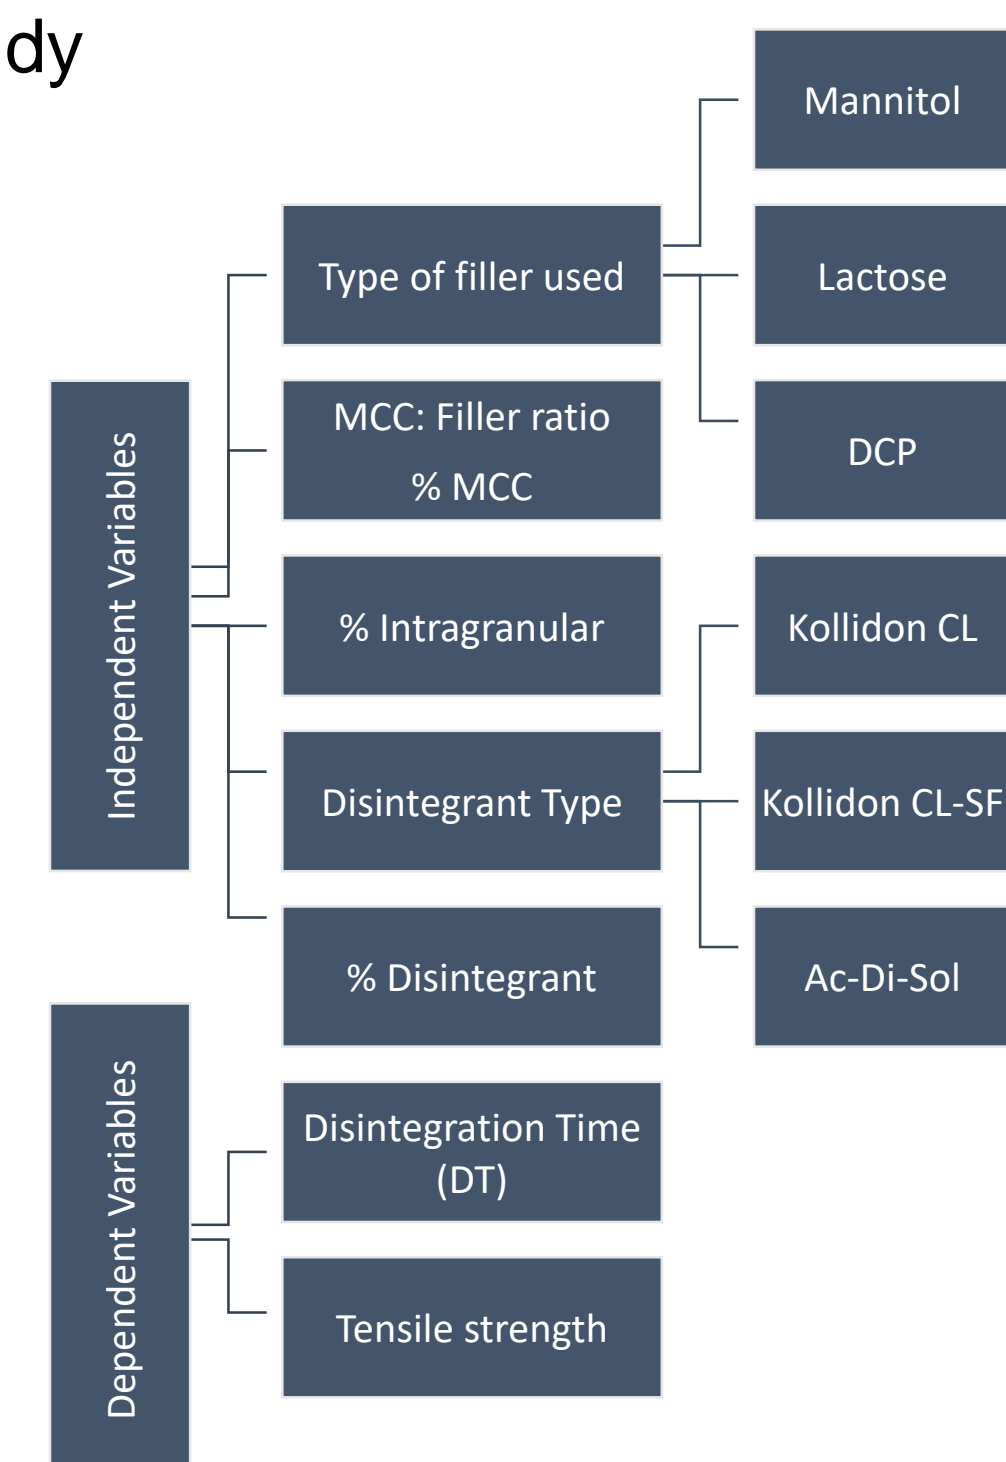 dy
Independent Variables
Type of filler used
Mannitol
Lactose
DCP
MCC: Filler ratio
% MCC
% Intragranular
Disintegrant Type
Kollidon CL
Kollidon CL-SF
Ac-Di-Sol
% Disintegrant
Dependent Variables
Disintegration Time
(DT)
Tensile strength